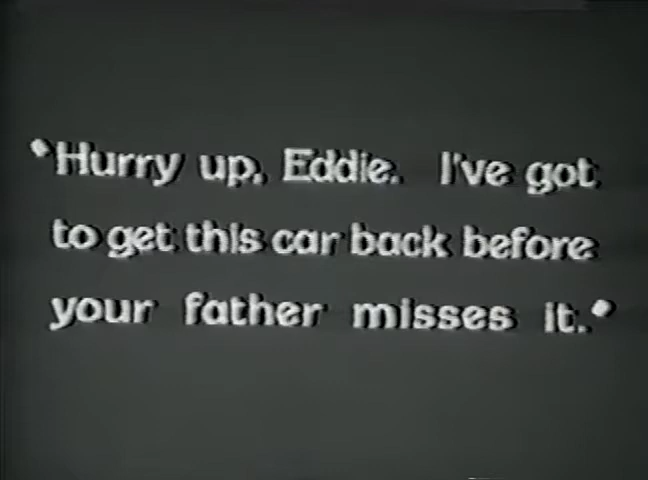 "Hurry up, Eddie. I've got
to get this car back before
your father misses it."